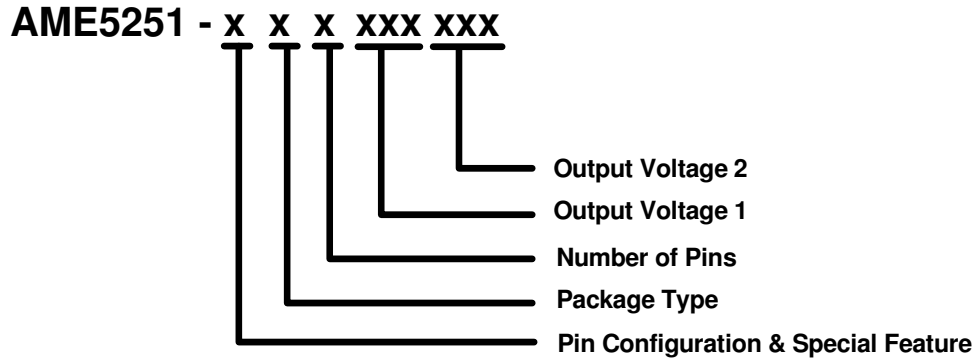 AME5251 - x x x xxx xxx
Output Voltage 2
Output Voltage 1
Number of Pins
Package Type
Pin Configuration & Special Feature